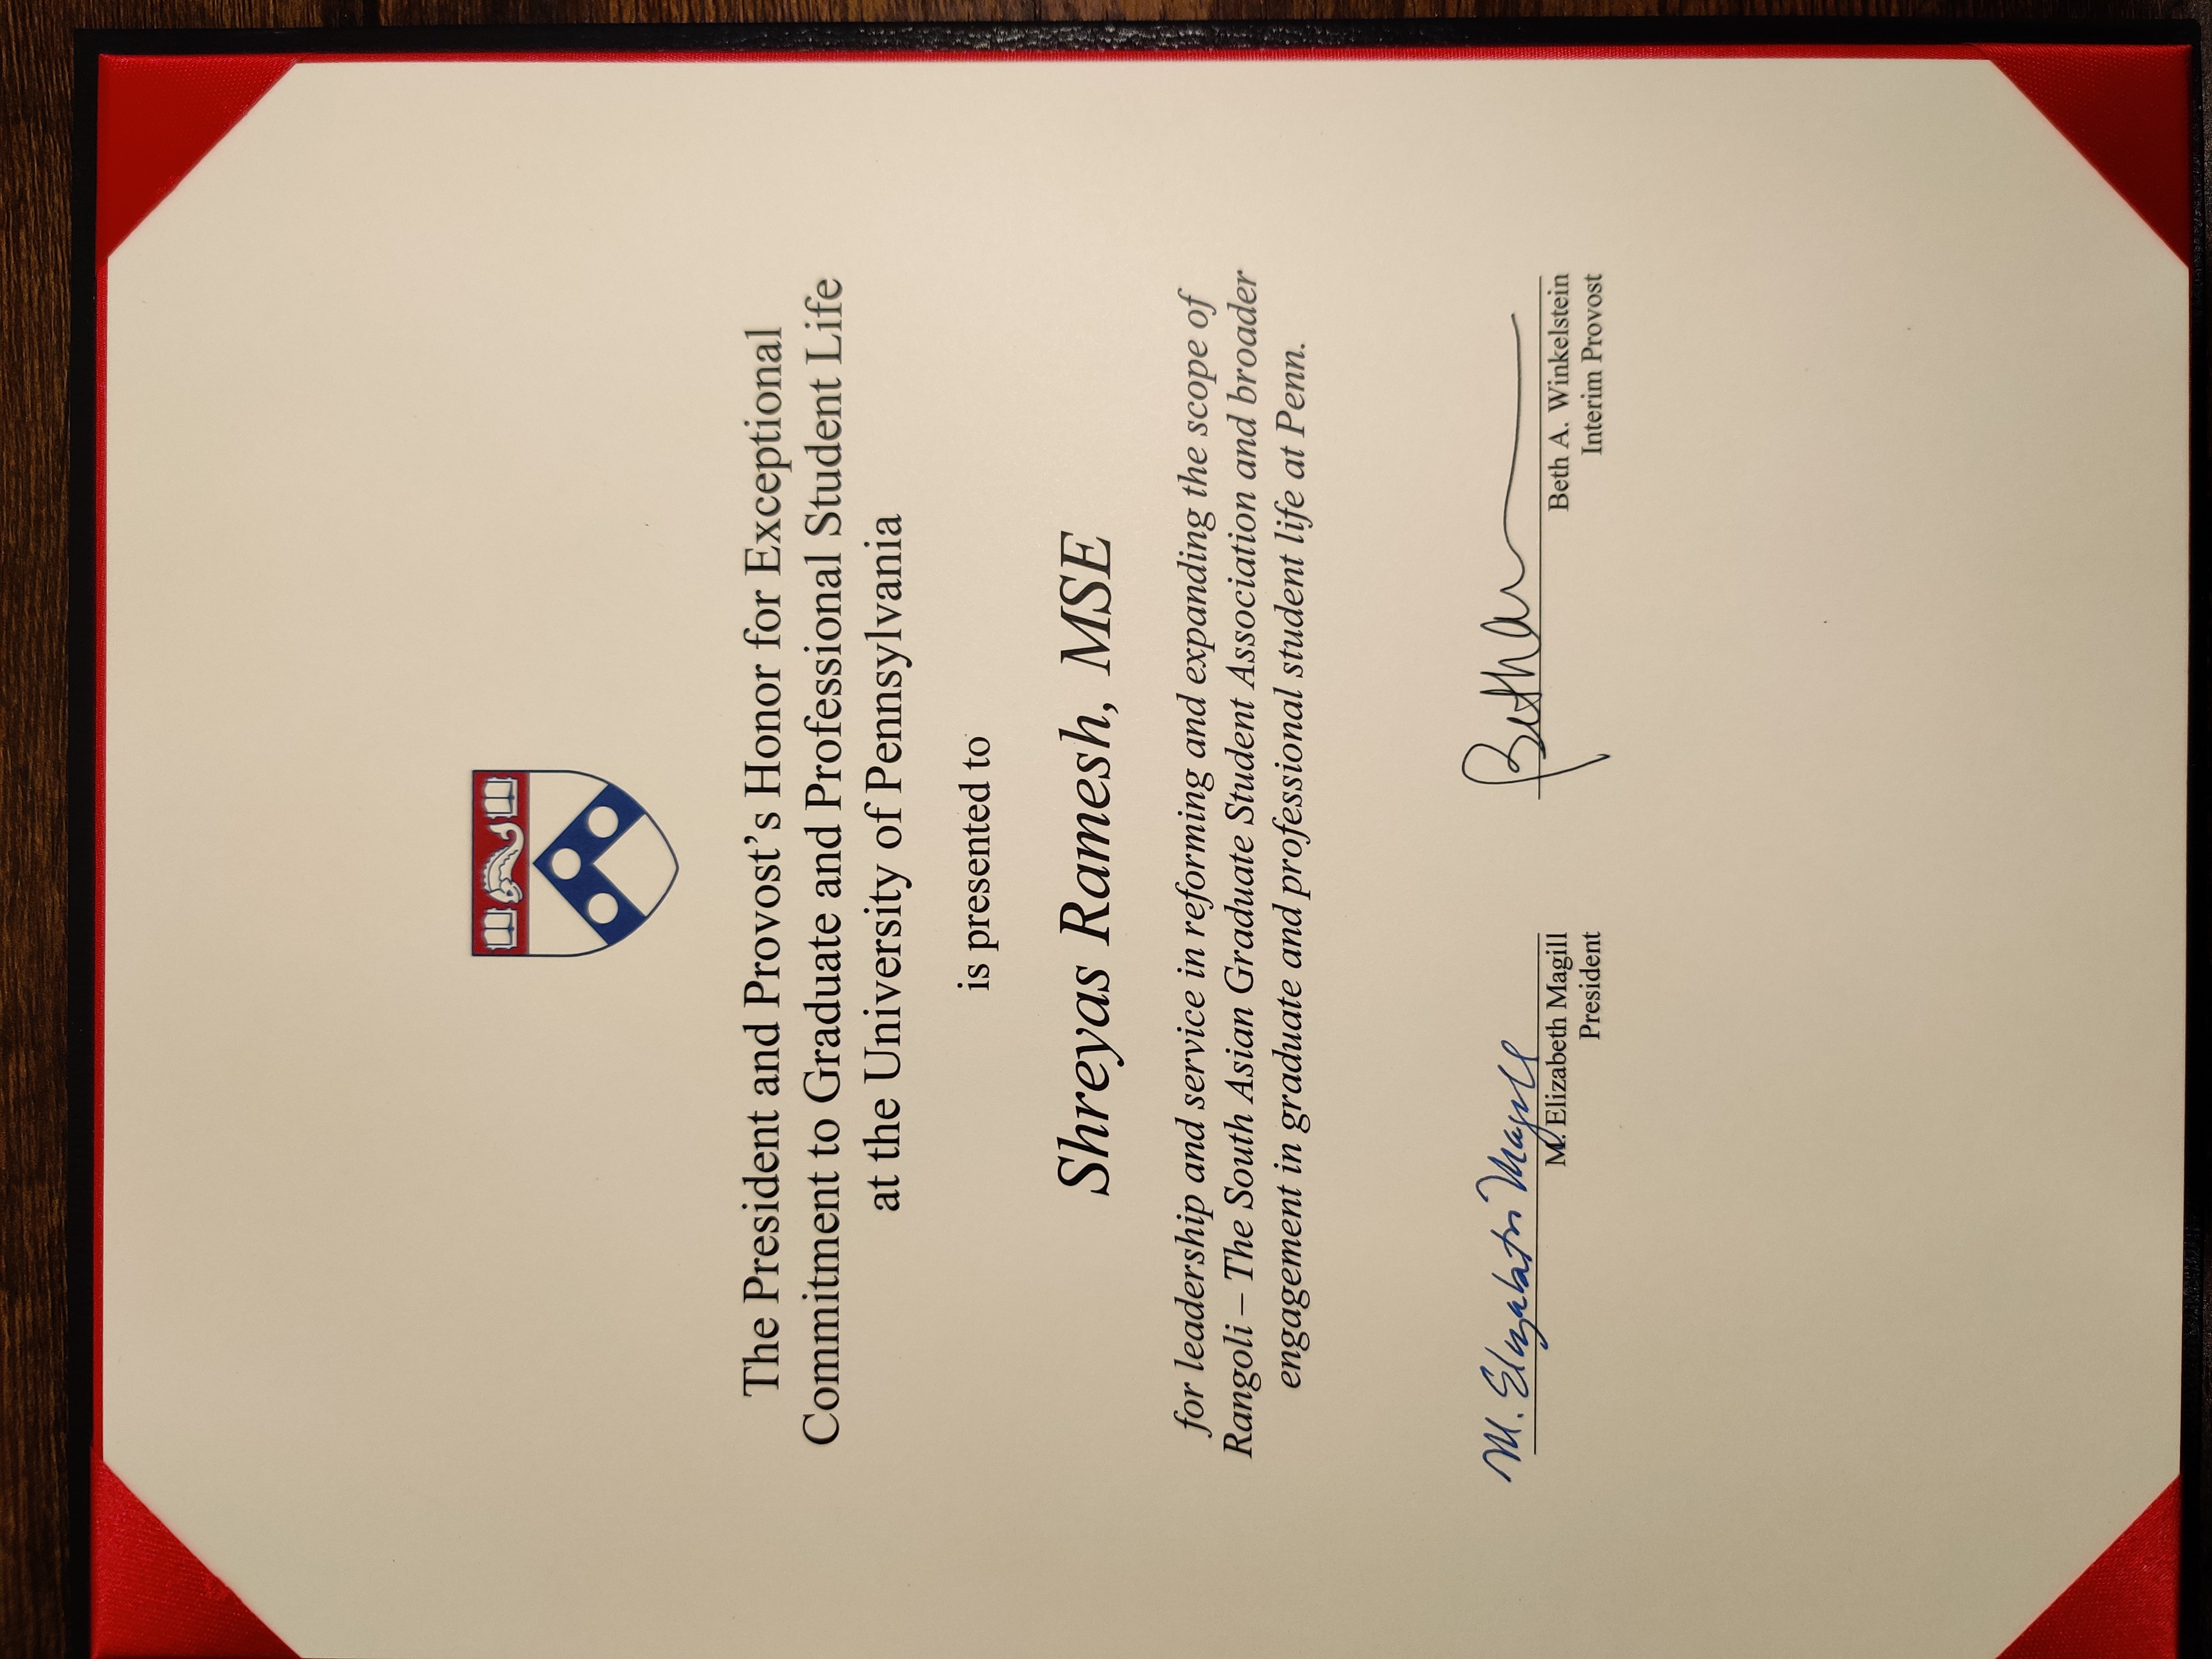 The President and Provost’s Honor for Exceptional
Commitment to Graduate and Professional Student Life
at the University of Pennsylvania
is presented to
Shreyas Ramesh, MSE
for leadership and service in reforming and expanding the scope of
Rangoli – The South Asian Graduate Student Association and broader
engagement in graduate and professional student life at Penn.
M. Elizabeth Magill
M. Elizabeth Magill
President
Beth A. Winkelstein
Interim Provost